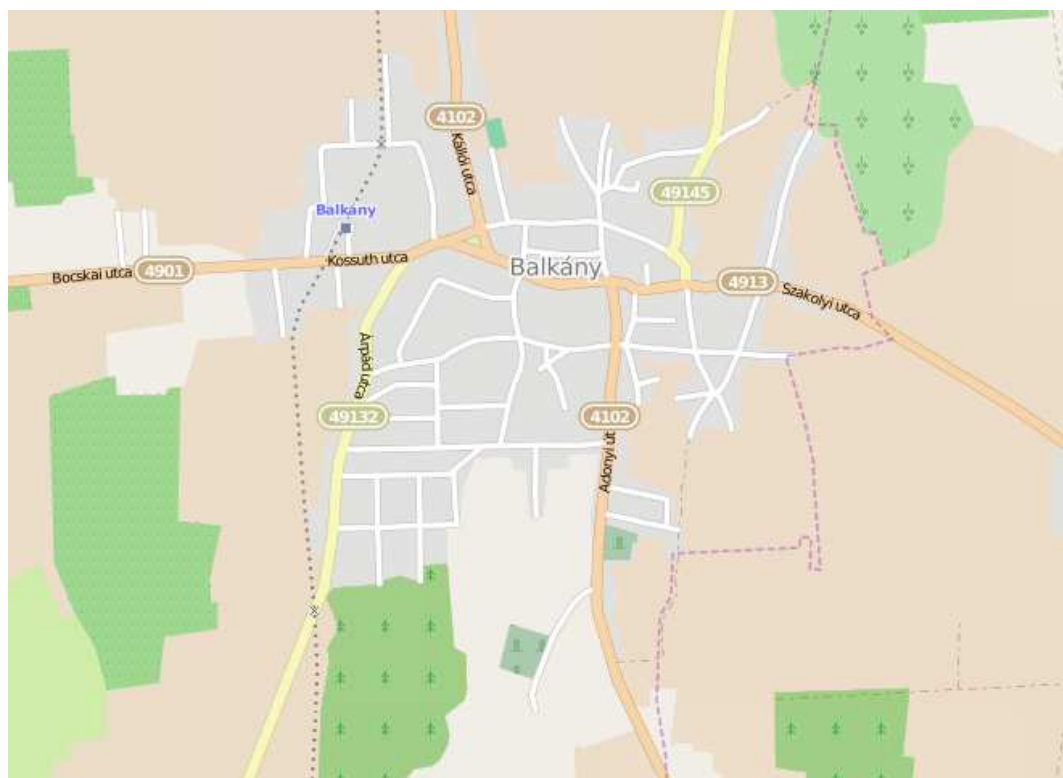 4102
Kállói utca
49145
Balkány
Kossuth utca
4901
Bocskai utca
Balkány
4913
Szakolyi utca
Árpád utca
49132
4102
Adonyi út